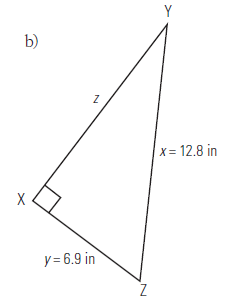 Y
b)
z
x = 12.8 in
X
y = 6.9 in
Z